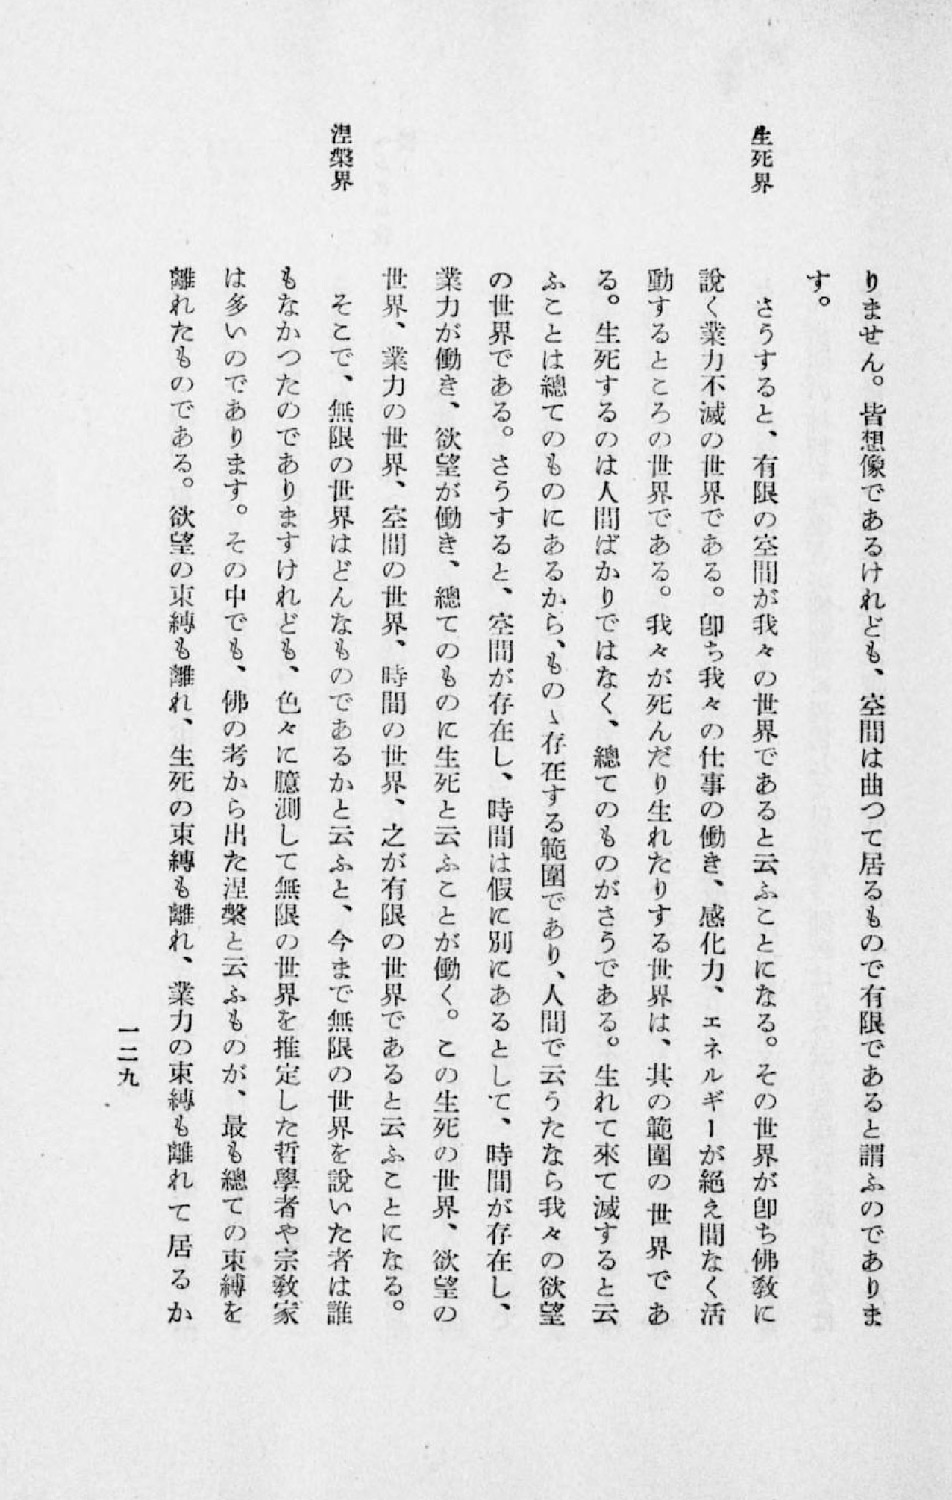 りません。皆想像であるけれども、空間は曲つて居るもので有限であると謂ふのでありま
す。
生死界
さうすると、有限の空間が我々の世界であると云ふことになる。その世界が卽ち佛敎に
說く業力不滅の世界である。卽ち我々の仕事の働き、感化力、エネルギーが絶え間なく活
動するところの世界である。我々が死んだり生れたりする世界は、其の範圍の世界であ
る。生死するのは人間ばかりではなく、總てのものがさうである。生れて來て滅すると云
ふことは總てのものにあるから、ものゝ存在する範圍であり、人間で云うたなら我々の欲望
の世界である。さうすると、空間が存在し、時間は假に別にあるとして、時間が存在し、
業力が働き、欲望が働き、總てのものに生死と云ふことが働く。この生死の世界、欲望の
世界、業力の世界、空間の世界、時間の世界、之が有限の世界であると云ふことになる。
涅槃界
そこで、無限の世界はどんなものであるかと云ふと、今まで無限の世界を說いた者は誰
もなかつたのでありますけれども、色々に臆測して無限の世界を推定した哲學者や宗敎家
は多いのであります。その中でも、佛の考から出た涅槃と云ふものが、最も總ての束縛を
離れたものである。欲望の束縛も離れ、生死の束縛も離れ、業力の束縛も離れて居るか
一二九